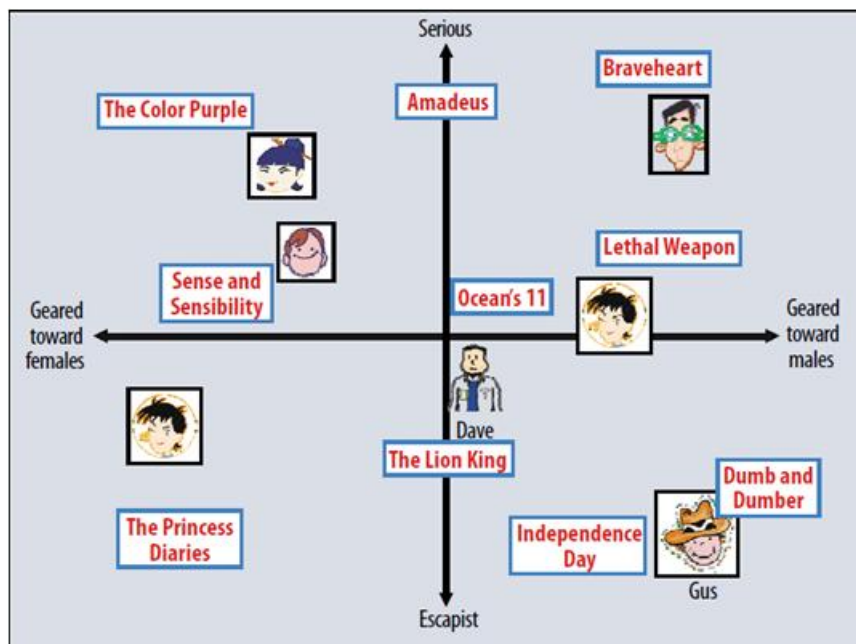 Serious
Braveheart
Amadeus
The Color Purple
Lethal Weapon
Sense and
Sensibility
Ocean's 11
Geared
toward
females
Geared
toward
males
Dave
The Lion King
Dumb and
Dumber
The Princess
Diaries
Independence
Day
Gus
Escapist